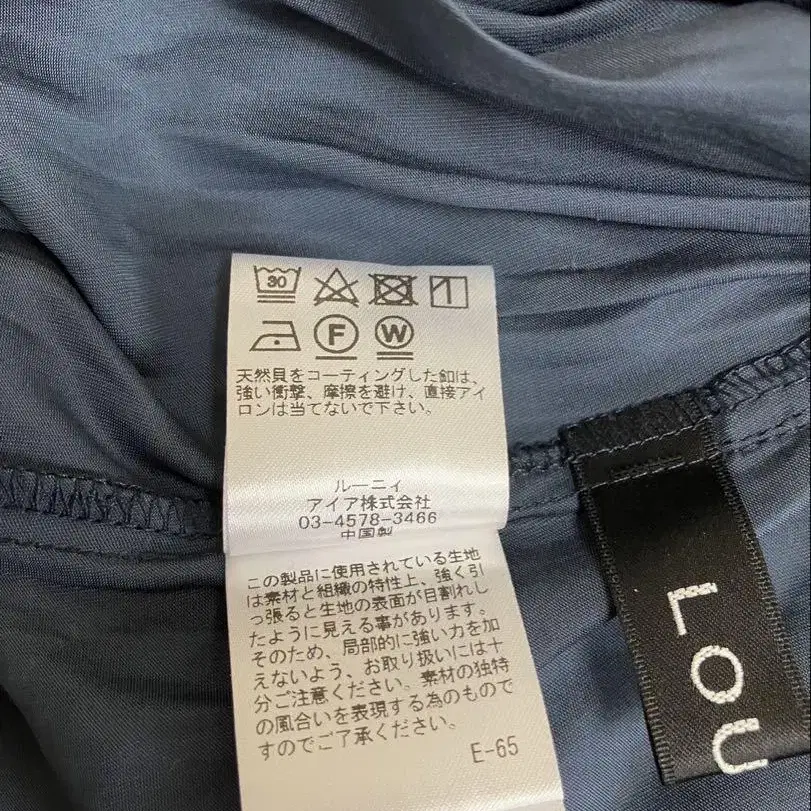 30
F W
天然貝をコーティングした釦は、
強い衝撃、摩擦を避け、直接アイ
ロンは当てないで下さい。
ルーニィ
アイア株式会社
03-4578-3466
中国製
この製品に使用されている生地
は素材と組織の特性上、強く引
っ張ると生地の表面が目割れし
たように見える事があります。
そのため、局部的に強い力を加
えないよう、お取り扱いには十
分ご注意ください。素材の独特
の風合いを表現する為のもので
すのでご了承ください。
E-65
LOU